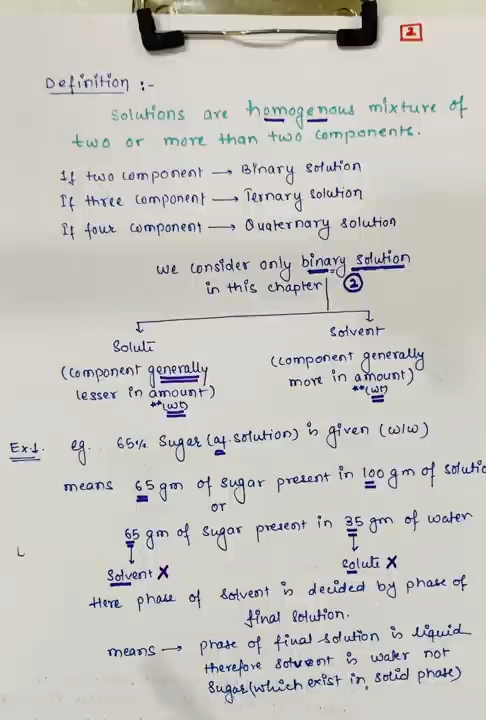 2
Definition :-
Solutions are homogenous mixture of
two or more than two components.
If two component → Binary solution
If three component → Ternary solution
If four component → Quaternary solution
we consider only binary solution
in this chapter 2
Solute
Solvent
(component generally
lesser in amount)
**(wt)
(component generally
more in amount)
**(wt)
Ex.1. eg. 65% Sugar (aq. solution) is given (w/w)
means 65 gm of sugar present in 100 gm of solutio
or
65 gm of sugar present in 35 gm of water
Solvent X
Solute X
Here phase of solvent is decided by phase of
final solution.
means → phase of final solution is liquid
therefore solvent is water not
Sugar (which exist in solid phase)